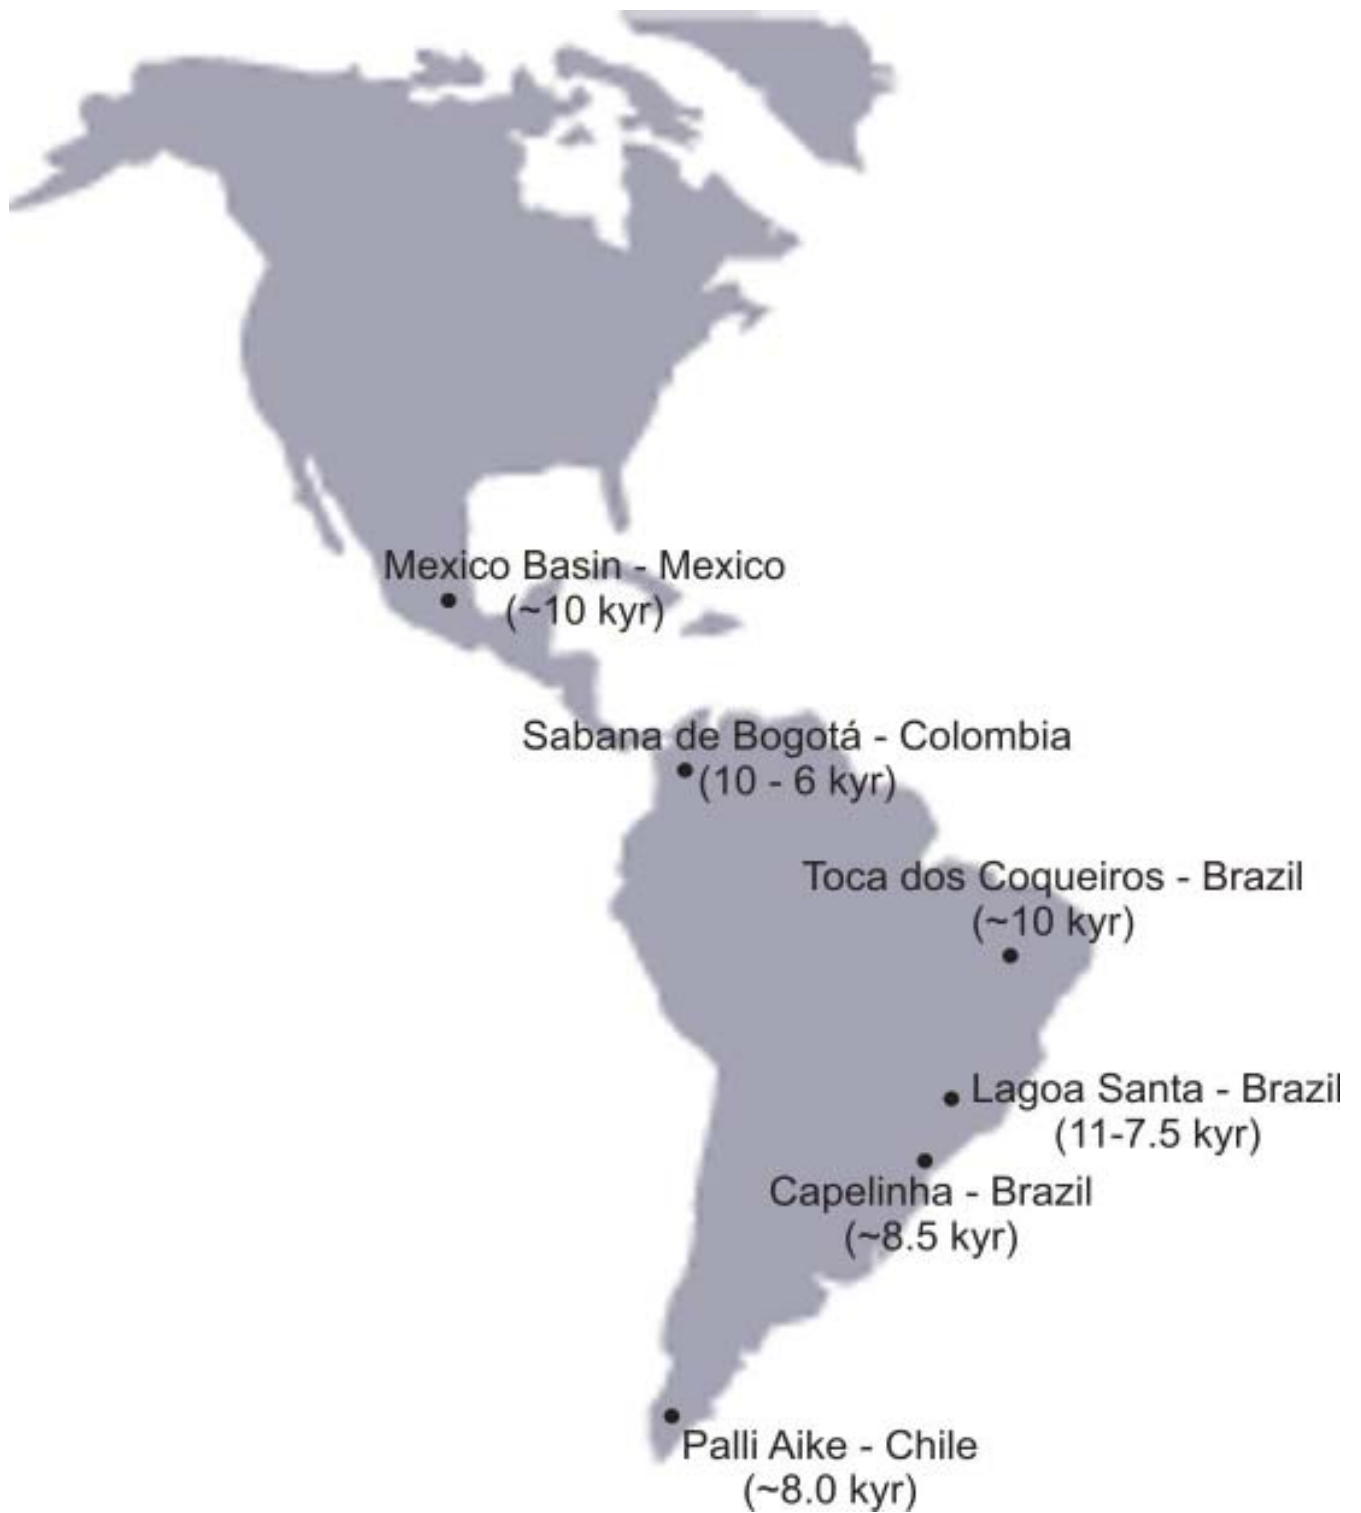 Mexico Basin - Mexico
(~10 kyr)
Sabana de Bogotá - Colombia
(10 - 6 kyr)
Toca dos Coqueiros - Brazil
(~10 kyr)
Lagoa Santa - Brazil
(11-7.5 kyr)
Capelinha - Brazil
(~8.5 kyr)
Palli Aike - Chile
(~8.0 kyr)